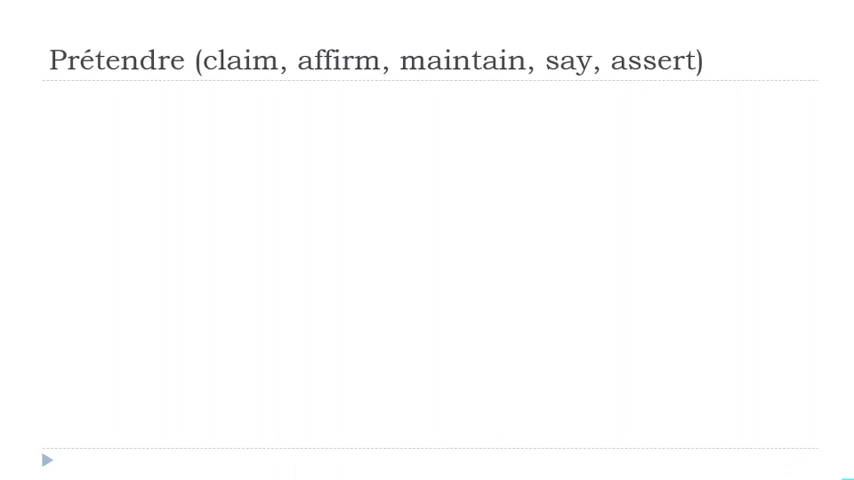 Prétendre (claim, affirm, maintain, say, assert)